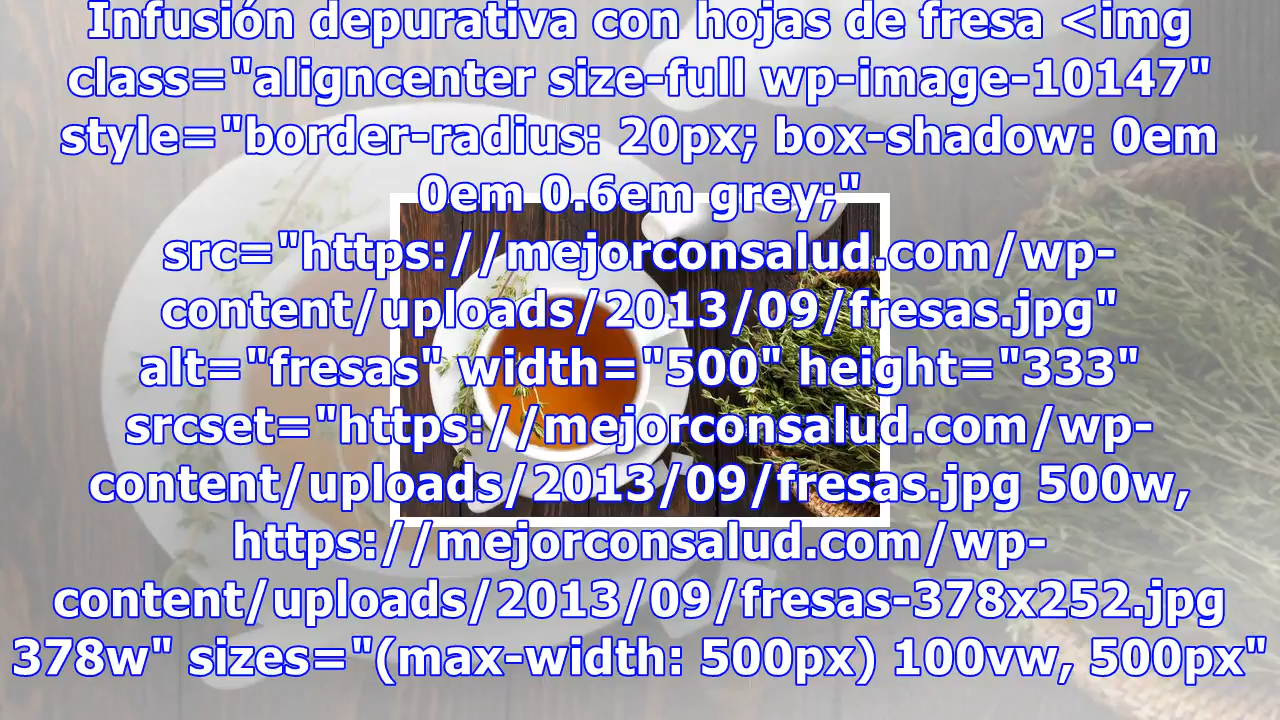 Infusión depurativa con hojas de fresa <img
class="aligncenter size-full wp-image-10147"
style="border-radius: 20px; box-shadow: 0em
0em 0.6em grey;"
src="https://mejorconsalud.com/wp-
content/uploads/2013/09/fresas.jpg"
alt="fresas" width="500" height="333"
srcset="https://mejorconsalud.com/wp-
content/uploads/2013/09/fresas.jpg 500w,
https://mejorconsalud.com/wp-
content/uploads/2013/09/fresas-378x252.jpg
378w" sizes="(max-width: 500px) 100vw, 500px"